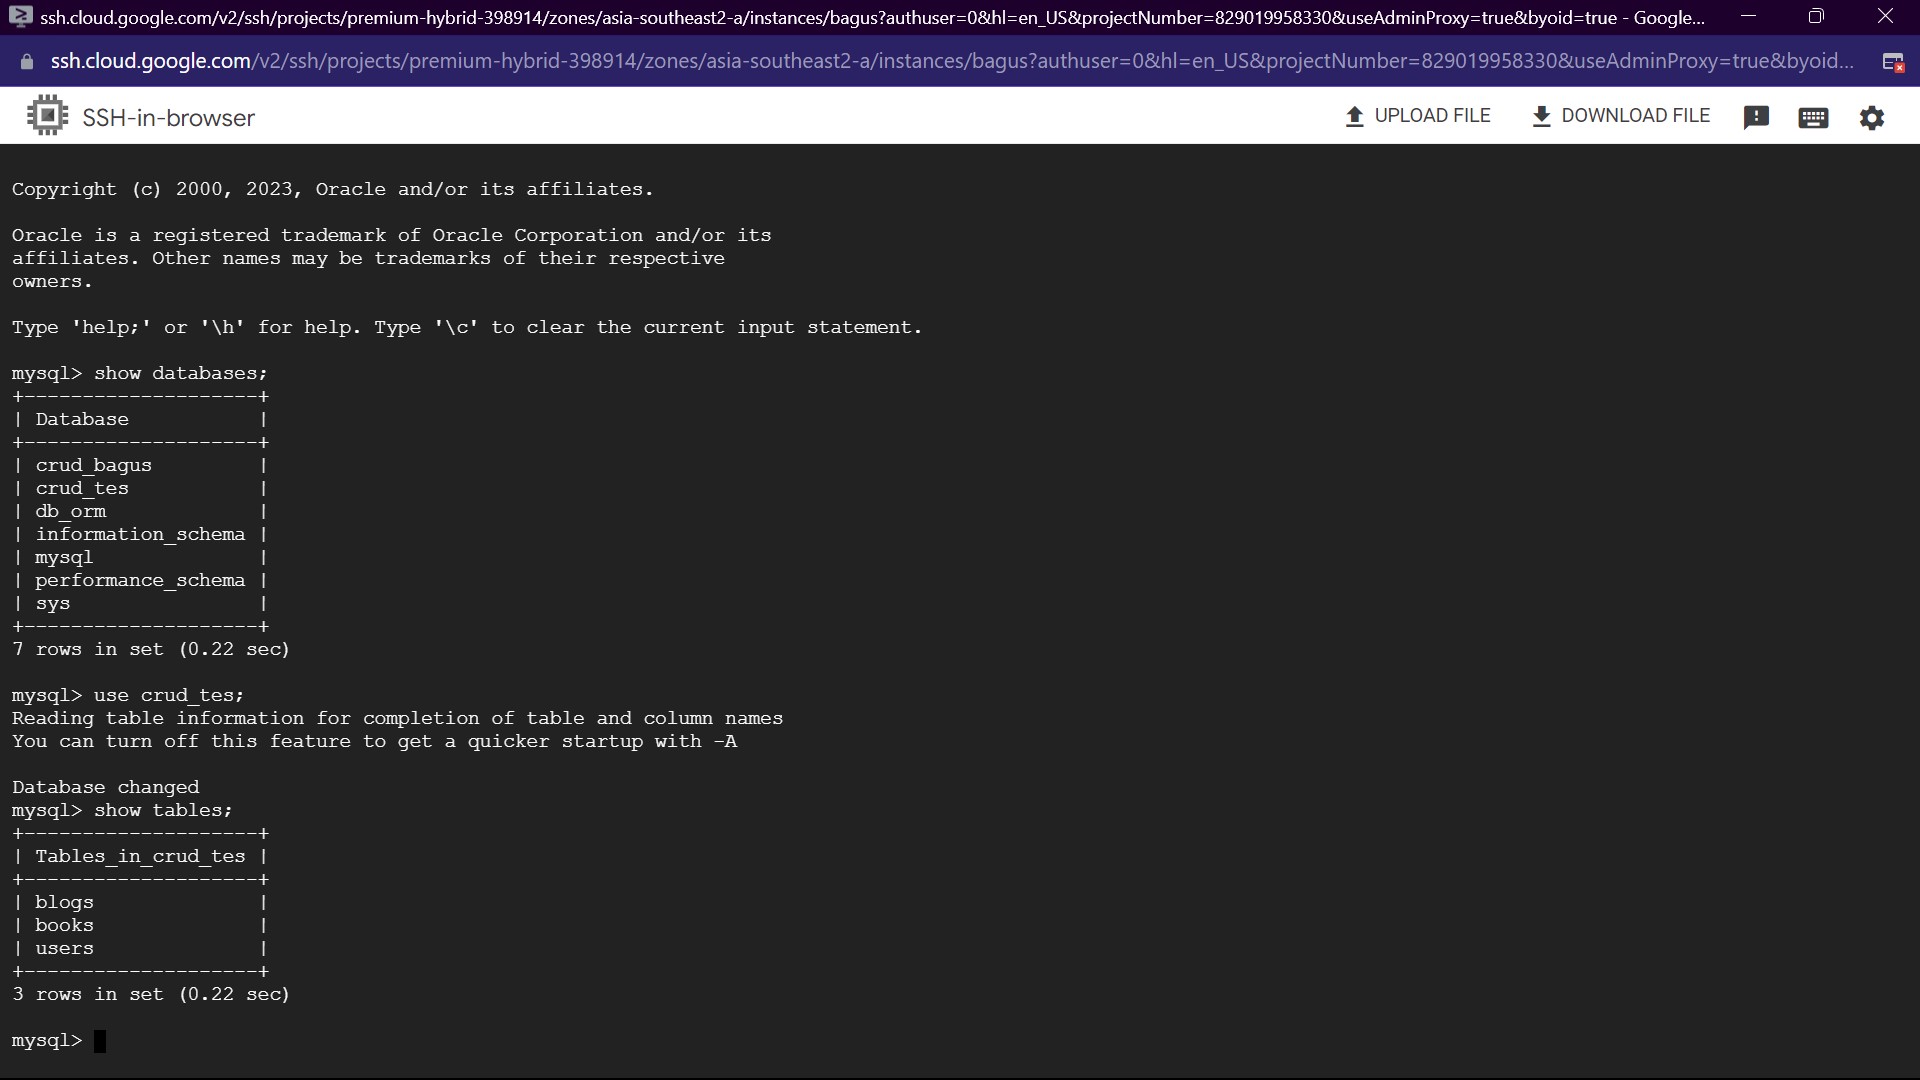 ssh.cloud.google.com/v2/ssh/projects/premium-hybrid-398914/zones/asia-southeast2-a/instances/bagus?authuser=0&hl=en_US&projectNumber=829019958330&useAdminProxy=true&byoid=true - Google...
ssh.cloud.google.com/v2/ssh/projects/premium-hybrid-398914/zones/asia-southeast2-a/instances/bagus?authuser=0&hl=en_US&projectNumber=829019958330&useAdminProxy=true&byoid...
SSH-in-browser UPLOAD FILE DOWNLOAD FILE
Copyright (c) 2000, 2023, Oracle and/or its affiliates.
Oracle is a registered trademark of Oracle Corporation and/or its
affiliates. Other names may be trademarks of their respective
owners.
Type 'help;' or '\h' for help. Type '\c' to clear the current input statement.
mysql> show databases;
+--------------------+
| Database           |
+--------------------+
| crud_bagus         |
| crud_tes           |
| db_orm             |
| information_schema |
| mysql              |
| performance_schema |
| sys                |
+--------------------+
7 rows in set (0.22 sec)
mysql> use crud_tes;
Reading table information for completion of table and column names
You can turn off this feature to get a quicker startup with -A
Database changed
mysql> show tables;
+--------------------+
| Tables_in_crud_tes |
+--------------------+
| blogs              |
| books              |
| users              |
+--------------------+
3 rows in set (0.22 sec)
mysql>